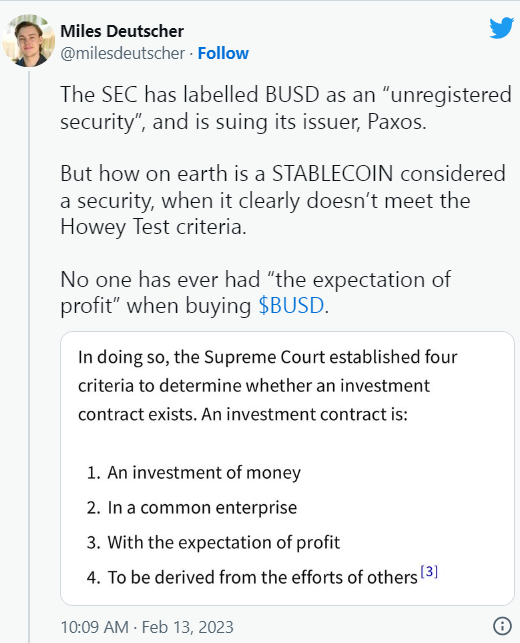 Miles Deutscher
@milesdeutscher · Follow
The SEC has labelled BUSD as an “unregistered
security”, and is suing its issuer, Paxos.
But how on earth is a STABLECOIN considered
a security, when it clearly doesn’t meet the
Howey Test criteria.
No one has ever had “the expectation of
profit” when buying $BUSD.
In doing so, the Supreme Court established four
criteria to determine whether an investment
contract exists. An investment contract is:
1. An investment of money
2. In a common enterprise
3. With the expectation of profit
4. To be derived from the efforts of others[3]
10:09 AM · Feb 13, 2023